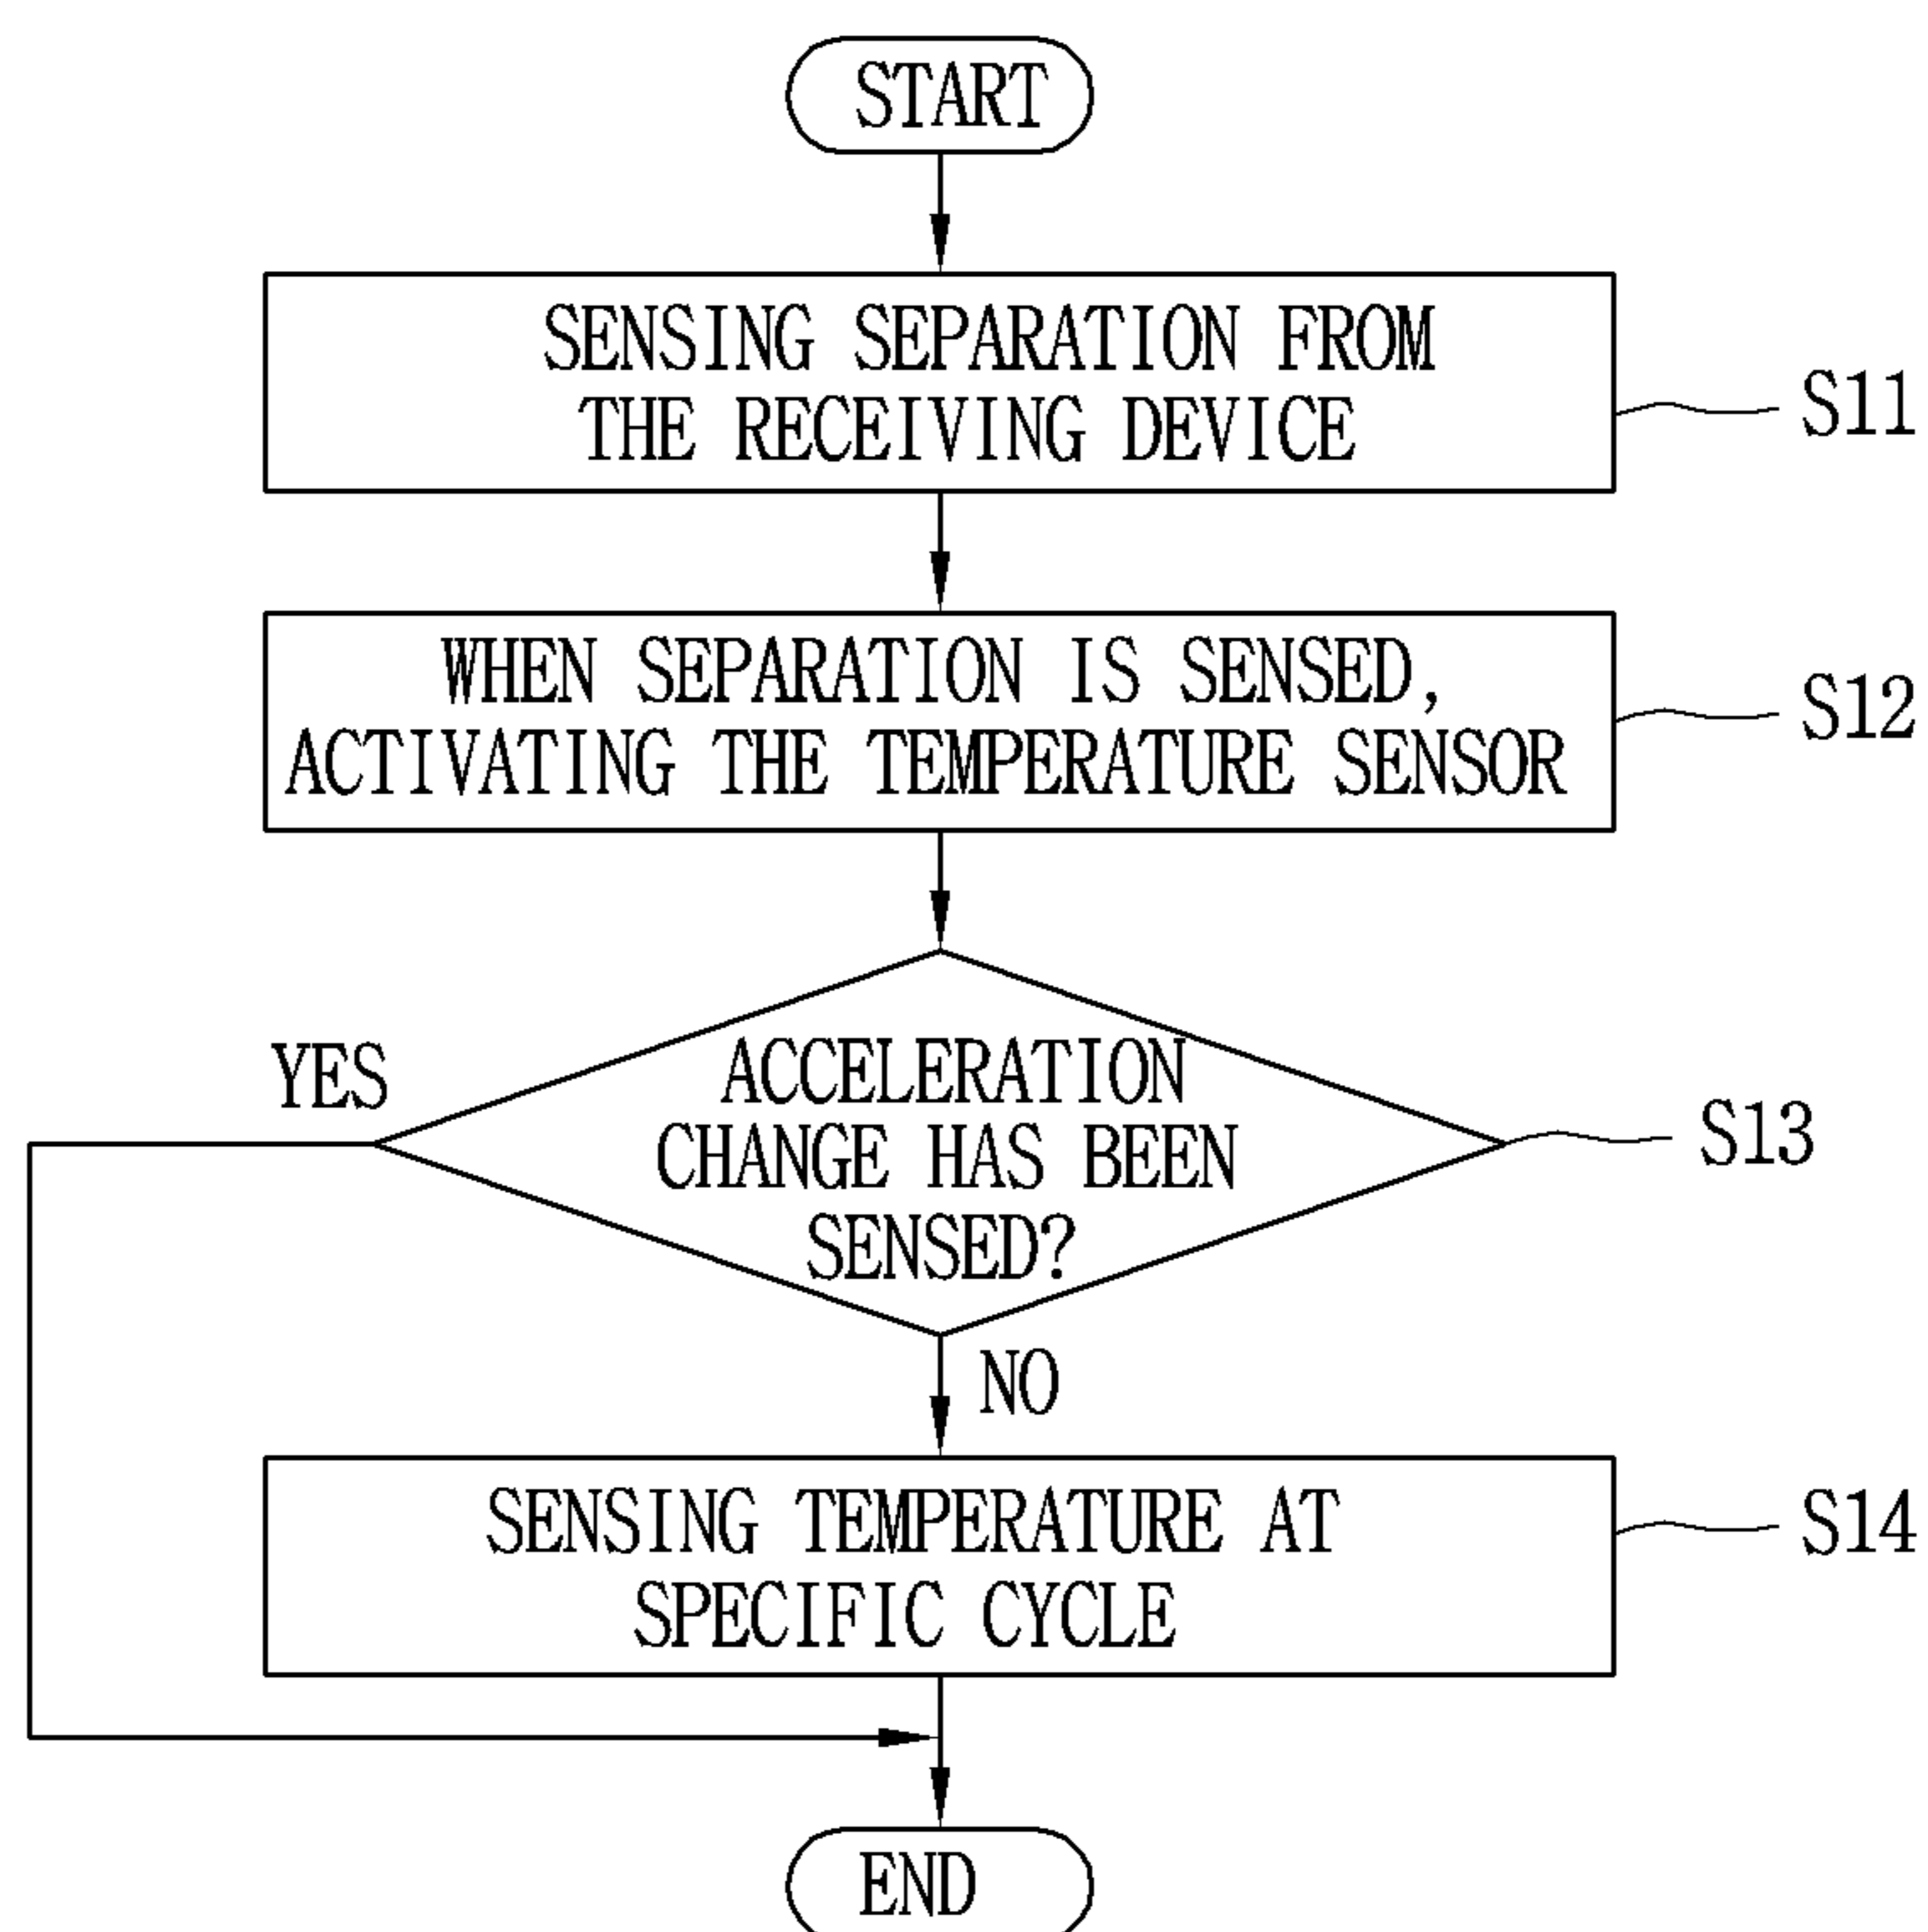 START
SENSING SEPARATION FROM
THE RECEIVING DEVICE
S11
WHEN SEPARATION IS SENSED,
ACTIVATING THE TEMPERATURE SENSOR
S12
YES
ACCELERATION
CHANGE HAS BEEN
SENSED?
S13
NO
SENSING TEMPERATURE AT
SPECIFIC CYCLE
S14
END